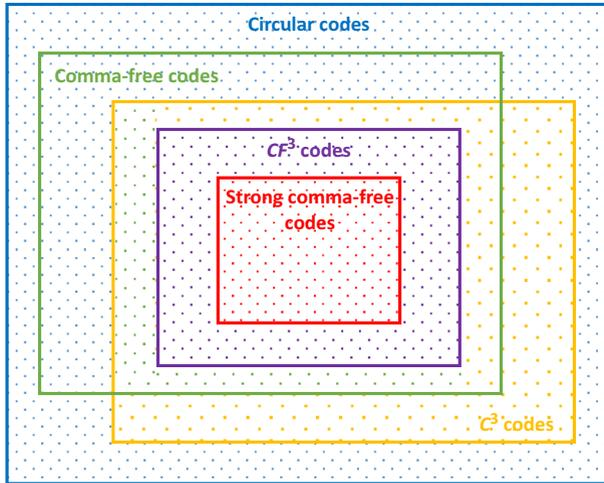 Circular codes
Comma-free codes
CF³ codes
Strong comma-free
codes
C³ codes